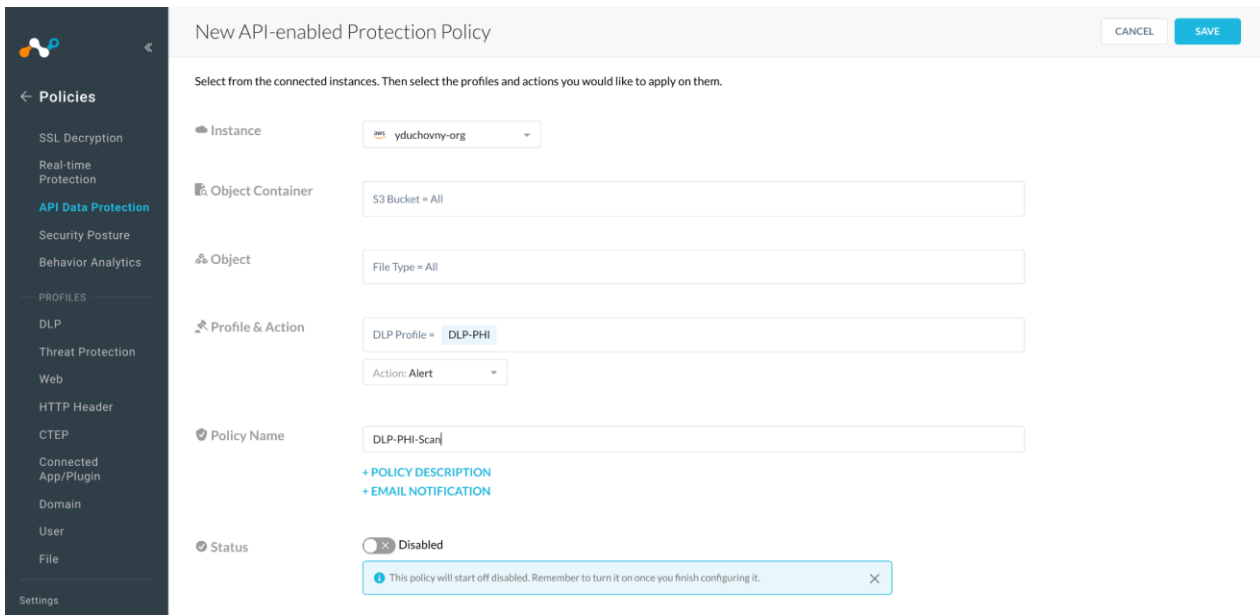 New API-enabled Protection Policy
CANCEL
SAVE
Policies
SSL Decryption
Real-time
Protection
API Data Protection
Security Posture
Behavior Analytics
PROFILES
DLP
Threat Protection
Web
HTTP Header
CTEP
Connected
App/Plugin
Domain
User
File
Settings
Select from the connected instances. Then select the profiles and actions you would like to apply on them.
Instance
aws yduchovny-org
Object Container
S3 Bucket = All
Object
File Type = All
Profile & Action
DLP Profile = DLP-PHI
Action: Alert
Policy Name
DLP-PHI-Scan
+ POLICY DESCRIPTION
+ EMAIL NOTIFICATION
Status
Disabled
This policy will start off disabled. Remember to turn it on once you finish configuring it.